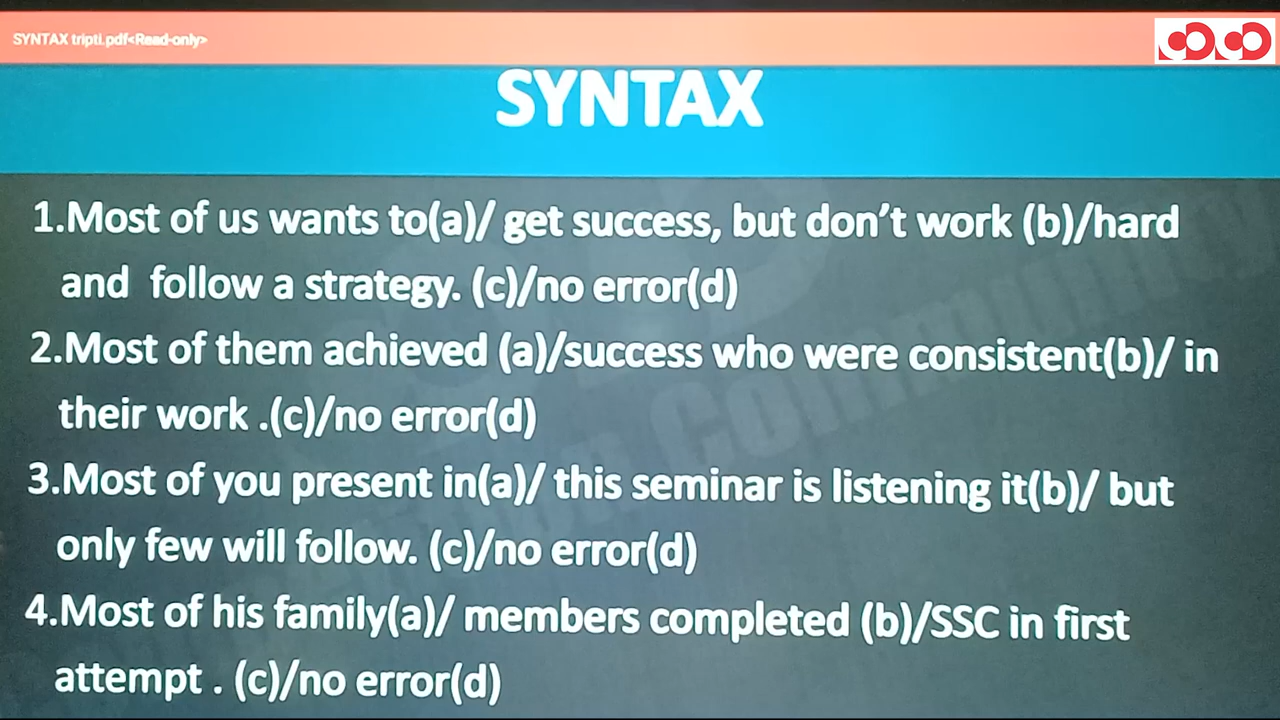 SYNTAX tripti.pdf<Read-only>
SYNTAX
1.Most of us wants to(a)/ get success, but don't work (b)/hard
and follow a strategy. (c)/no error(d)
2.Most of them achieved (a)/success who were consistent(b)/ in
their work .(c)/no error(d)
3.Most of you present in(a)/ this seminar is listening it(b)/ but
only few will follow. (c)/no error(d)
4.Most of his family(a)/ members completed (b)/SSC in first
attempt . (c)/no error(d)